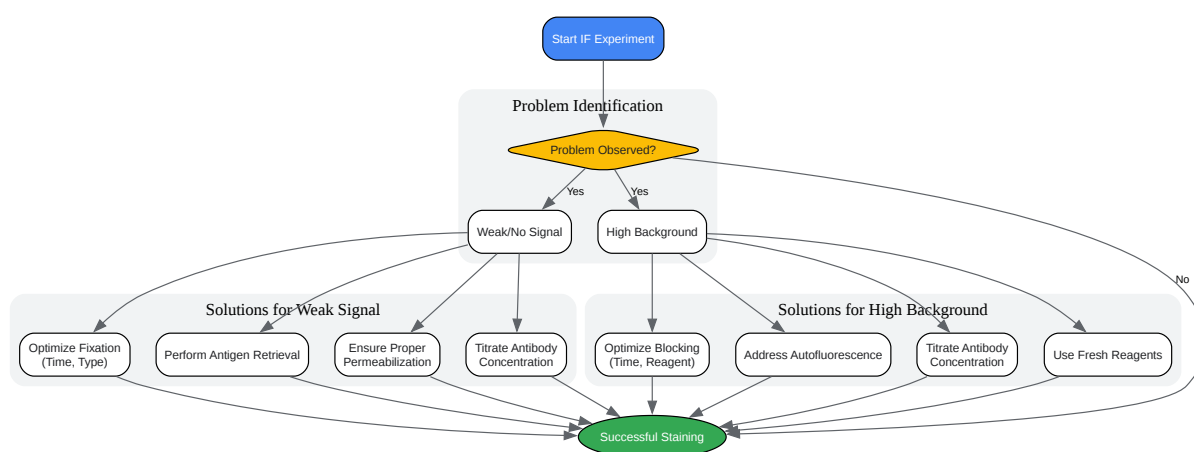 Start IF Experiment
Problem Identification
Problem Observed?
Yes
Yes
Weak/No Signal
High Background
No
Solutions for Weak Signal
Solutions for High Background
Optimize Fixation
(Time, Type)
Perform Antigen Retrieval
Ensure Proper
Permeabilization
Titrate Antibody
Concentration
Optimize Blocking
(Time, Reagent)
Address Autofluorescence
Titrate Antibody
Concentration
Use Fresh Reagents
Successful Staining